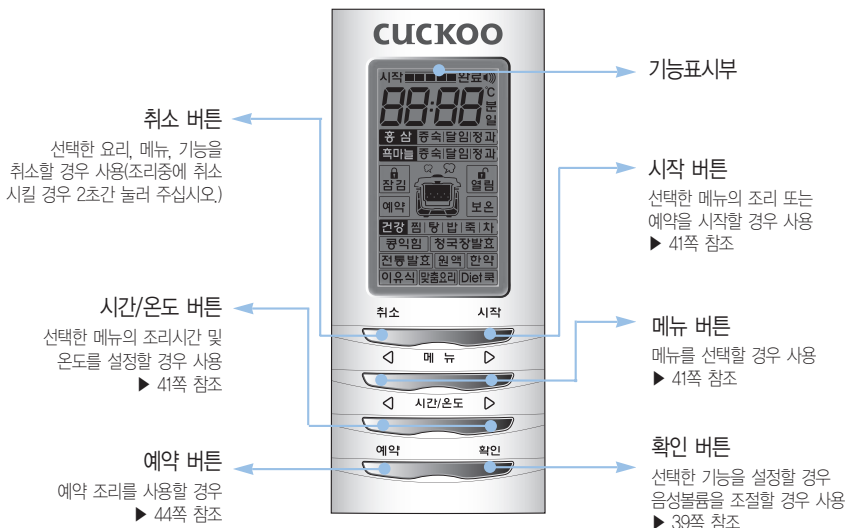 CUCKOO
시작 완료
88:88 ℃ 분 일
홍 삼 증숙 달임 정과
흑마늘 증숙 달임 정과
잠김 열림
예약 보온
건강 찜 탕 밥 죽 차
콩익힘 청국장발효
전통발효 원액 한약
이유식 맞춤요리 Diet쿡
취소 시작
◁ 메 뉴 ▷
◁ 시간/온도 ▷
예약 확인
취소 버튼
선택한 요리, 메뉴, 기능을
취소할 경우 사용(조리중에 취소
시킬 경우 2초간 눌러 주십시오.)
시간/온도 버튼
선택한 메뉴의 조리시간 및
온도를 설정할 경우 사용
▶ 41쪽 참조
예약 버튼
예약 조리를 사용할 경우
▶ 44쪽 참조
기능표시부
시작 버튼
선택한 메뉴의 조리 또는
예약을 시작할 경우 사용
▶ 41쪽 참조
메뉴 버튼
메뉴를 선택할 경우 사용
▶ 41쪽 참조
확인 버튼
선택한 기능을 설정할 경우
음성볼륨을 조절할 경우 사용
▶ 39쪽 참조